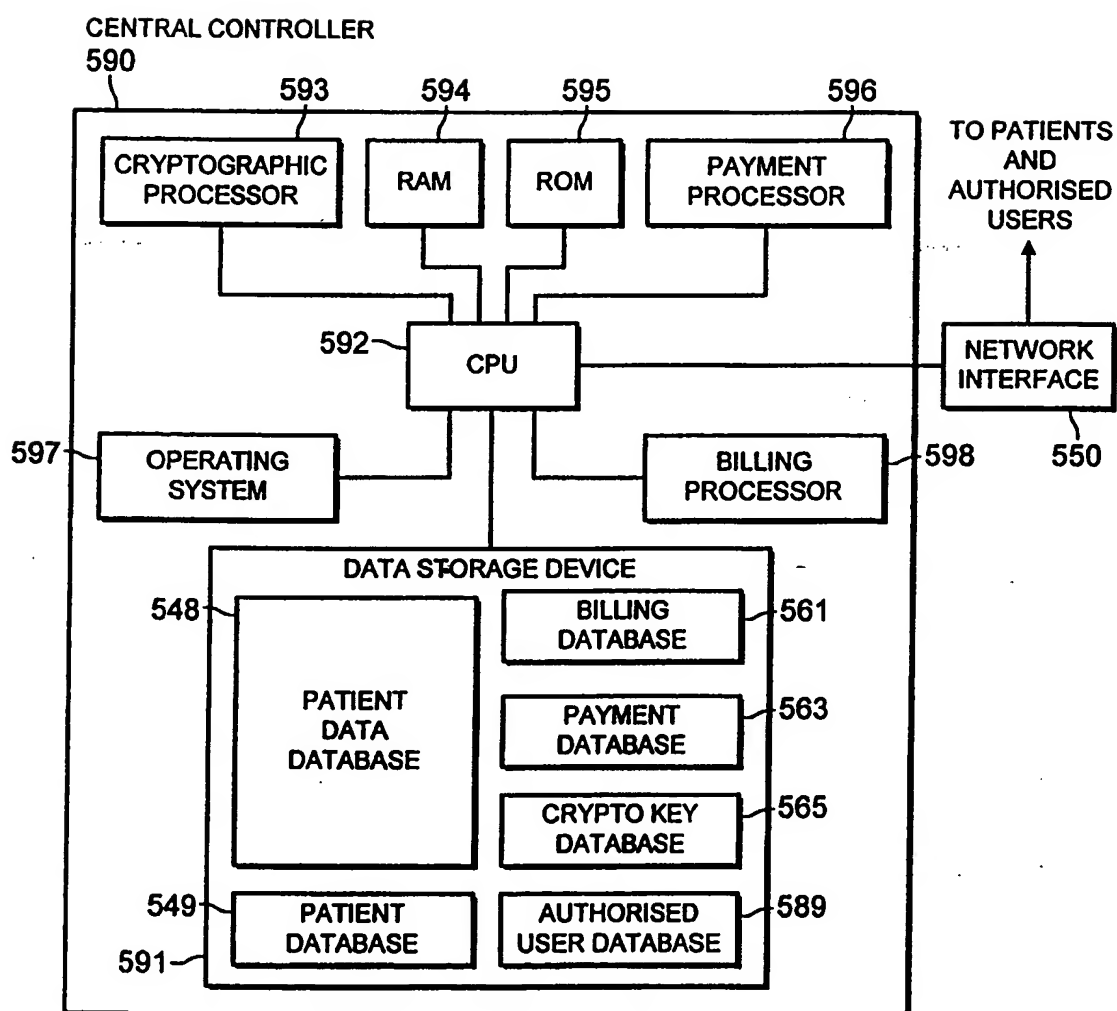 CENTRAL CONTROLLER
590
593
594
595
596
CRYPTOGRAPHIC
PROCESSOR
RAM
ROM
PAYMENT
PROCESSOR
TO PATIENTS
AND
AUTHORISED
USERS
592
CPU
NETWORK
INTERFACE
550
597
OPERATING
SYSTEM
BILLING
PROCESSOR
598
DATA STORAGE DEVICE
548
PATIENT
DATA
DATABASE
BILLING
DATABASE
561
PAYMENT
DATABASE
563
CRYPTO KEY
DATABASE
565
549
PATIENT
DATABASE
AUTHORISED
USER DATABASE
589
591